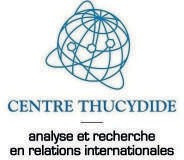 CENTRE THUCYDIDE
analyse et recherche
en relations internationales